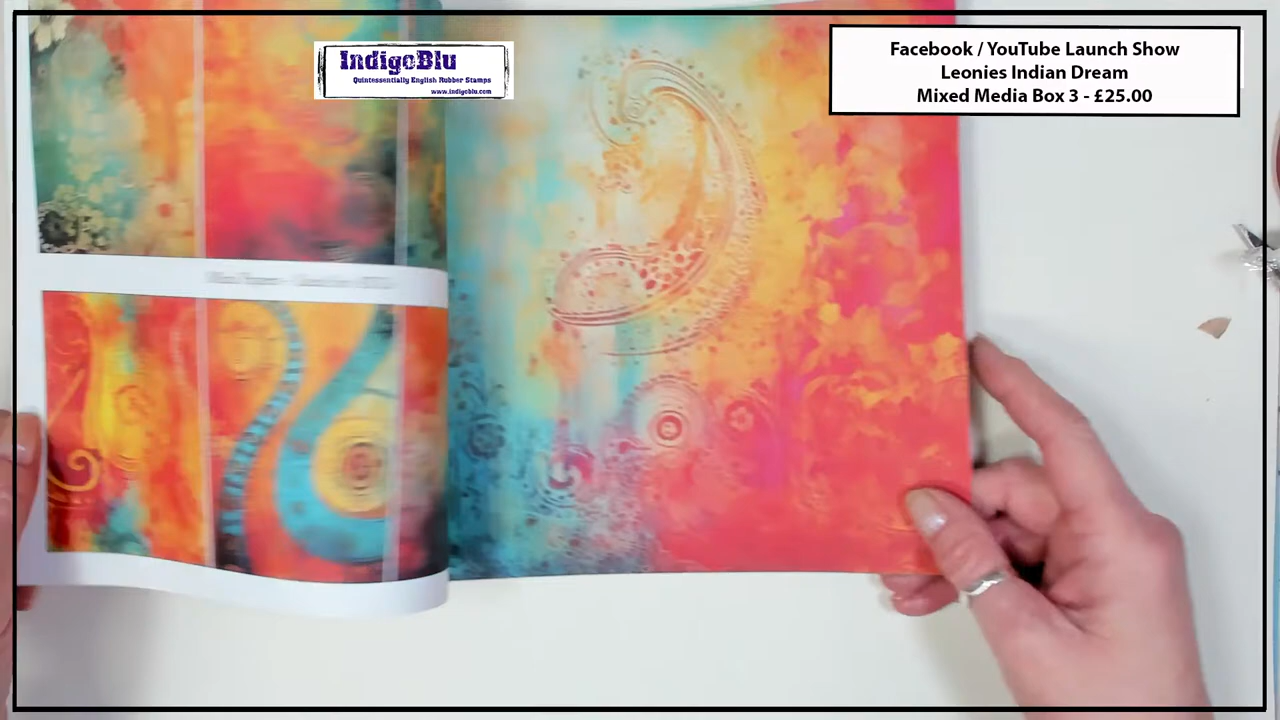 IndigoBlu
Quintessentially English Rubber Stamps
www.indigoblu.com
Facebook / YouTube Launch Show
Leonies Indian Dream
Mixed Media Box 3 - £25.00